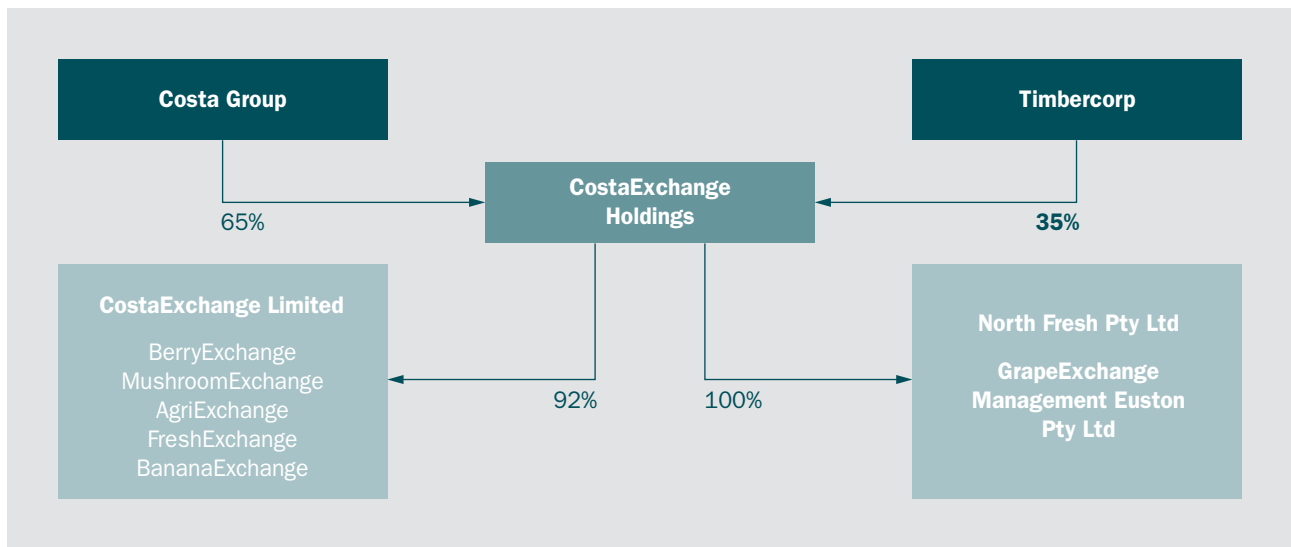 Costa Group
Timbercorp
CostaExchange
Holdings
65%
35%
CostaExchange Limited
BerryExchange
MushroomExchange
AgriExchange
FreshExchange
BananaExchange
92%
100%
North Fresh Pty Ltd
GrapeExchange
Management Euston
Pty Ltd